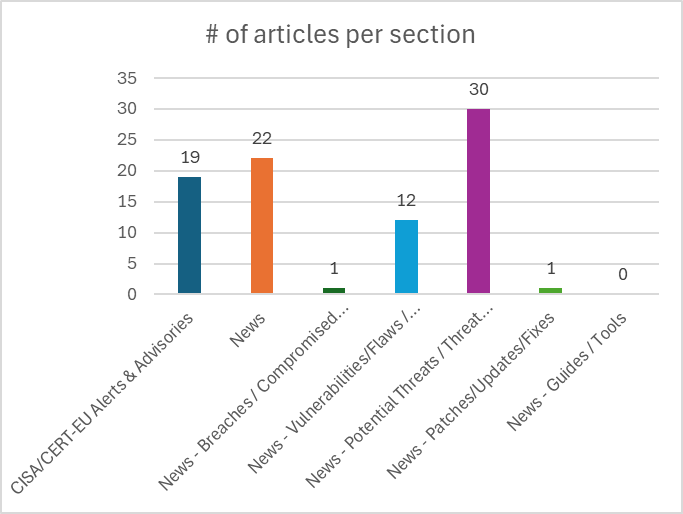 # of articles per section
35
30
25
20
15
10
5
0
19
22
1
12
30
1
0
CISA/CERT-EU Alerts & Advisories
News
News - Breaches / Compromised...
News - Vulnerabilities/Flaws /...
News - Potential Threats / Threat...
News - Patches/Updates/Fixes
News - Guides / Tools